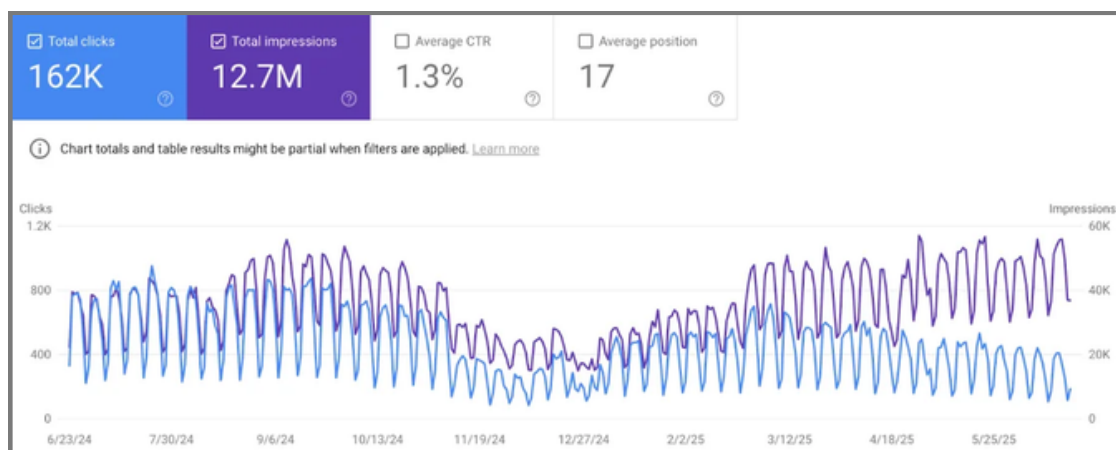 Total clicks
162K
Total impressions
12.7M
Average CTR
1.3%
Average position
17
Chart totals and table results might be partial when filters are applied. Learn more
Clicks
Impressions
1.2K
60K
800
40K
400
20K
0
0
6/23/24 7/30/24 9/6/24 10/13/24 11/19/24 12/27/24 2/2/25 3/12/25 4/18/25 5/25/25